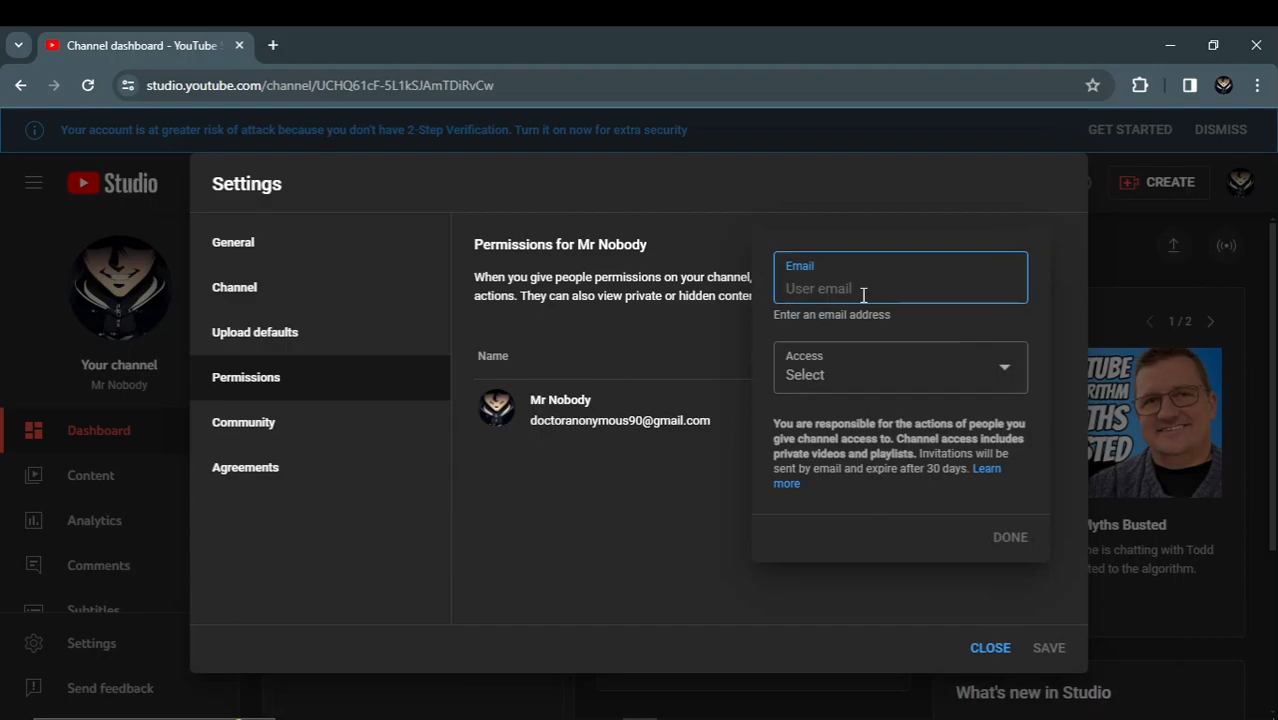 Channel dashboard - YouTube
studio.youtube.com/channel/UCHQ61cF-5L1kSJAmTDiRvCw
Your account is at greater risk of attack because you don't have 2-Step Verification. Turn it on now for extra security
GET STARTED
DISMISS
Studio
CREATE
Settings
General
Channel
Upload defaults
Permissions
Community
Agreements
Permissions for Mr Nobody
When you give people permissions on your channel,
actions. They can also view private or hidden
Name
Mr Nobody
doctoranonymous90@gmail.com
Email
User email
Enter an email address
Access
Select
You are responsible for the actions of people you
give channel access to. Channel access includes
private videos and playlists. Invitations will be
sent by email and expire after 30 days. Learn
more
DONE
CLOSE
SAVE
Your channel
Mr Nobody
Dashboard
Content
Analytics
Comments
Subtitles
Settings
Send feedback
1 / 2
BUSTED
Myths Busted
is chatting with Todd
to the algorithm.
What's new in Studio